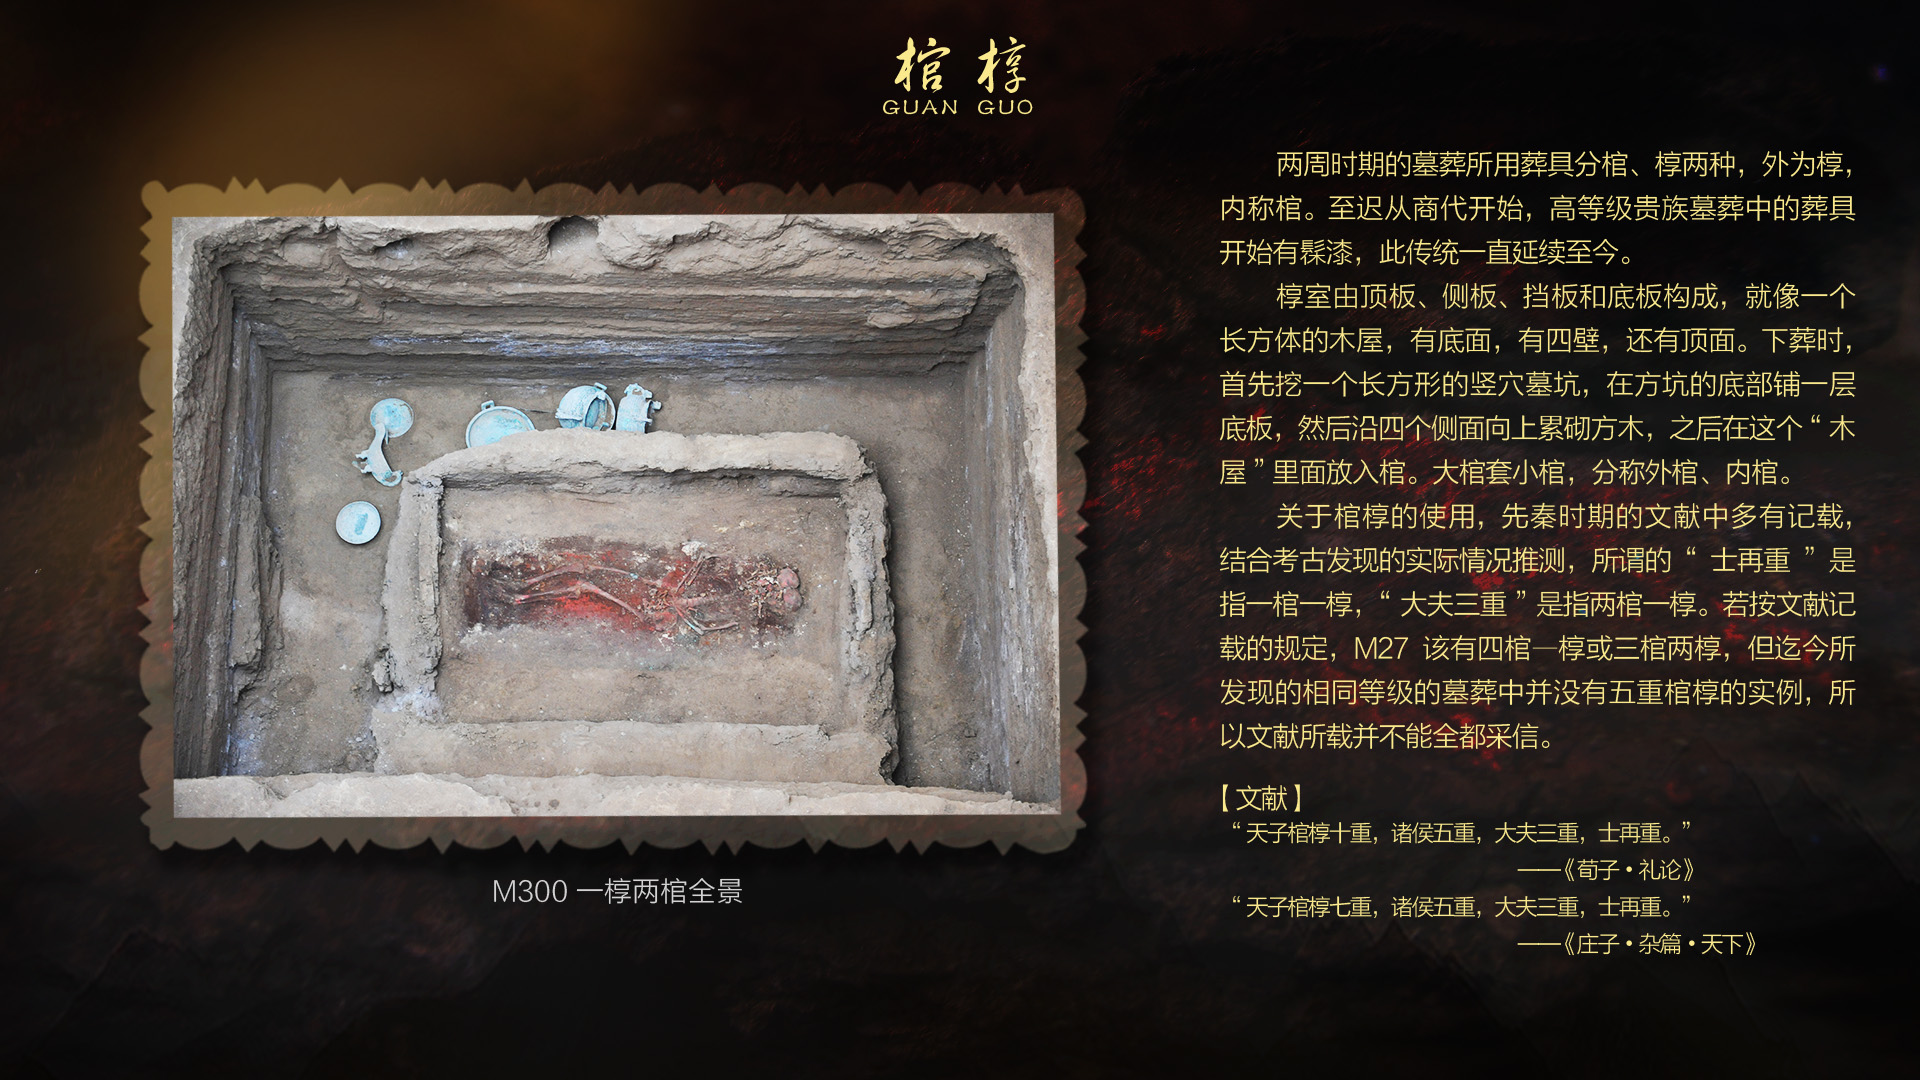 棺 椁
GUAN GUO
两周时期的墓葬所用葬具分棺、椁两种，外为椁，
内称棺。至迟从商代开始，高等级贵族墓葬中的葬具
开始有髹漆，此传统一直延续至今。
椁室由顶板、侧板、挡板和底板构成，就像一个
长方体的木屋，有底面，有四壁，还有顶面。下葬时，
首先挖一个长方形的竖穴墓坑，在方坑的底部铺一层
底板，然后沿四个侧面向上累砌方木，之后在这个“木
屋”里面放入棺。大棺套小棺，分称外棺、内棺。
关于棺椁的使用，先秦时期的文献中多有记载，
结合考古发现的实际情况推测，所谓的“ 士再重 ”是
指一棺一椁，“ 大夫三重 ”是指两棺一椁。若按文献记
载的规定，M27 该有四棺一椁或三棺两椁，但迄今所
发现的相同等级的墓葬中并没有五重棺椁的实例，所
以文献所载并不能全都采信。
【文献】
“天子棺椁十重，诸侯五重，大夫三重，士再重。”
——《荀子·礼论》
“天子棺椁七重，诸侯五重，大夫三重，士再重。”
——《庄子·杂篇·天下》
M300 一椁两棺全景